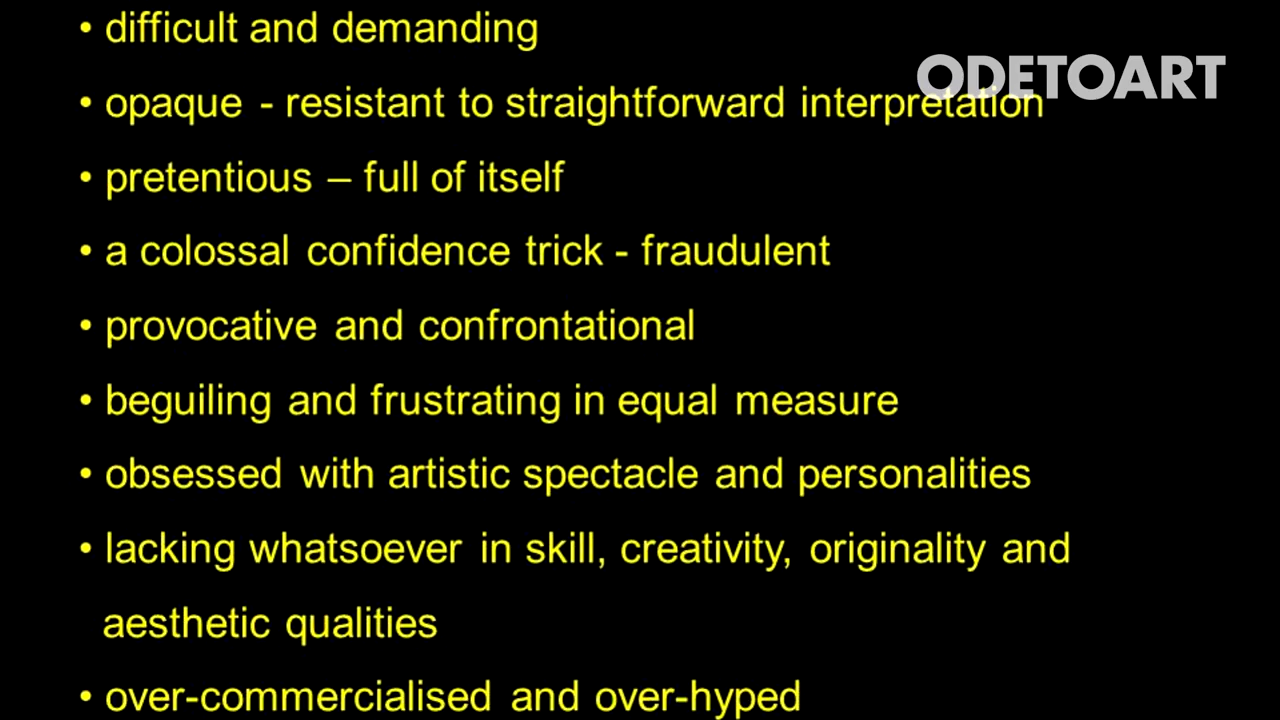 • difficult and demanding
ODETOART
• opaque - resistant to straightforward interpretation
• pretentious – full of itself
• a colossal confidence trick - fraudulent
• provocative and confrontational
• beguiling and frustrating in equal measure
• obsessed with artistic spectacle and personalities
• lacking whatsoever in skill, creativity, originality and
aesthetic qualities
• over-commercialised and over-hyped